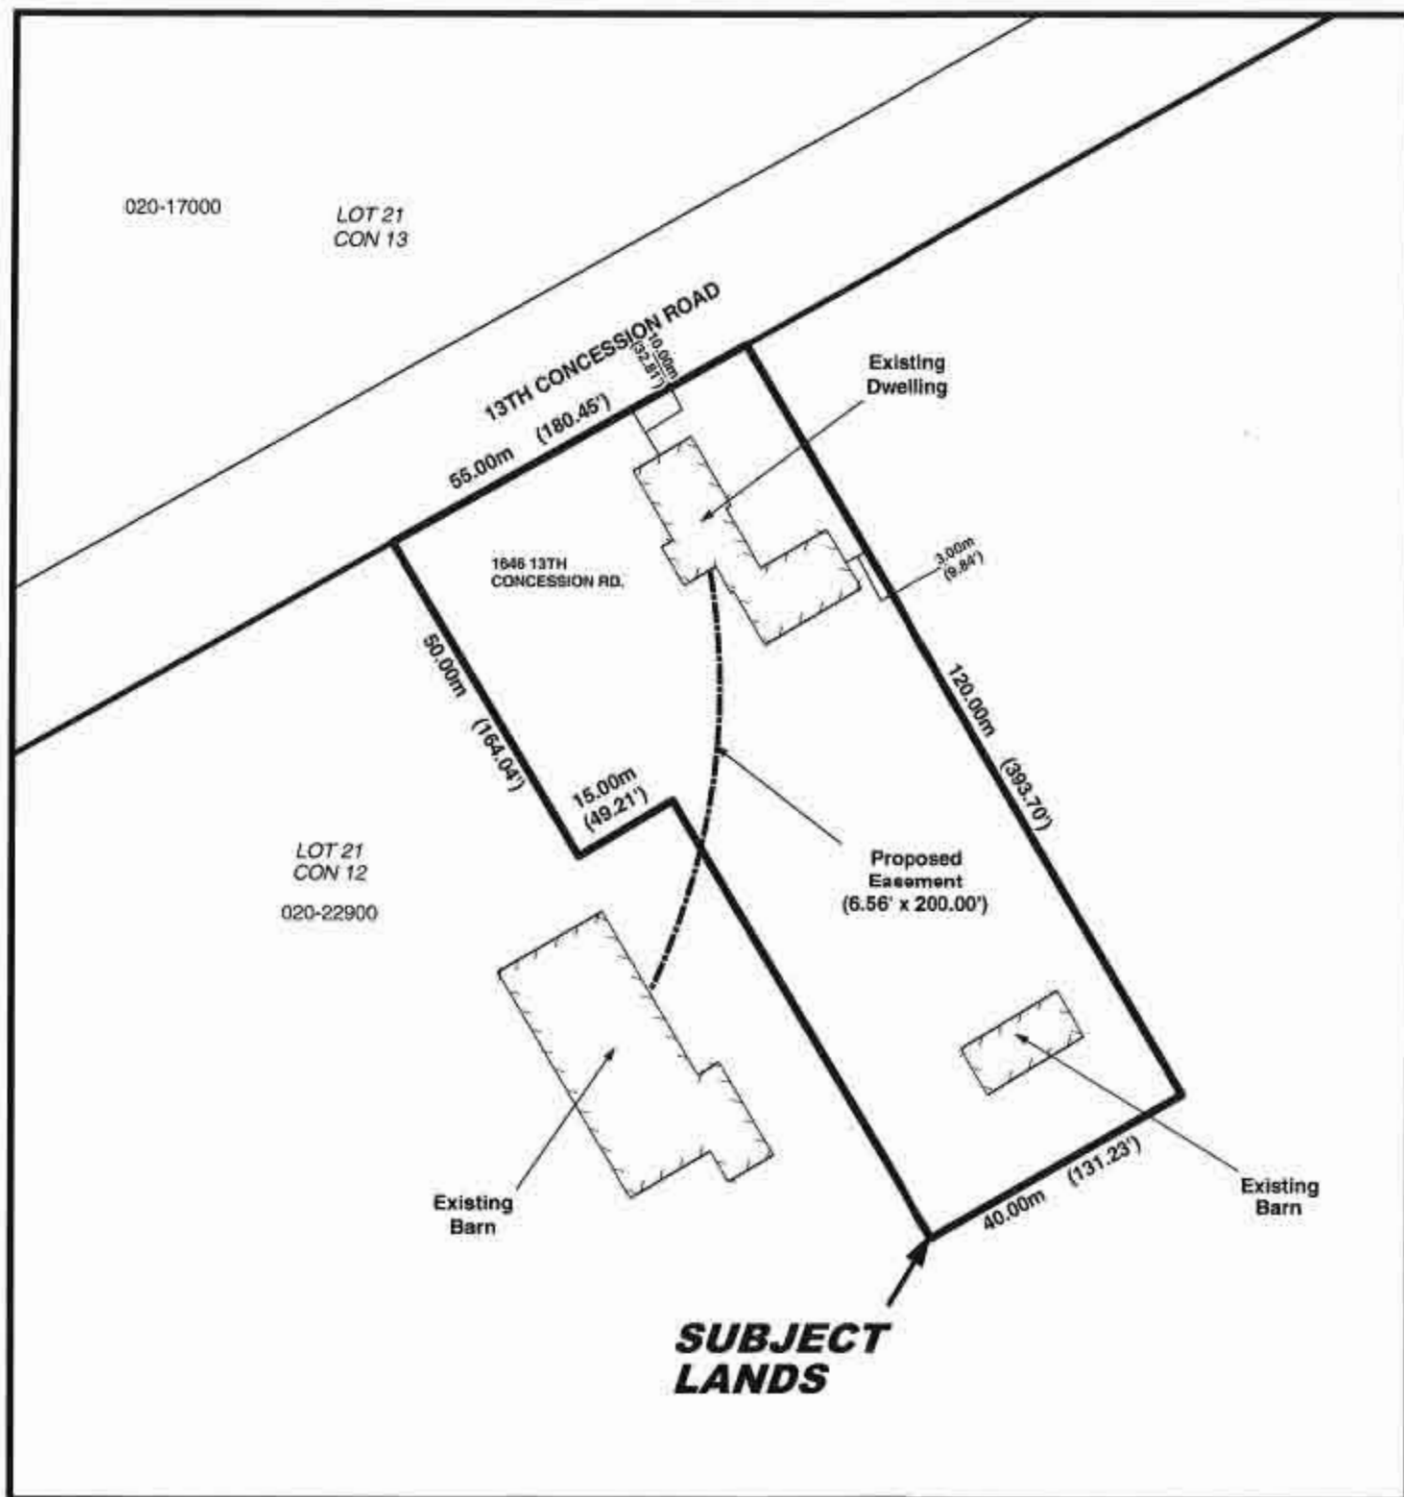 020-17000
LOT 21
CON 13
13TH CONCESSION ROAD
10.00m
(32.81')
55.00m (180.45')
Existing
Dwelling
1646 13TH
CONCESSION RD.
3.00m
(9.84')
50.00m (164.04')
120.00m (393.70')
15.00m
(49.21')
LOT 21
CON 12
020-22900
Proposed
Easement
(6.56' x 200.00')
Existing
Barn
40.00m (131.23')
Existing
Barn
SUBJECT
LANDS